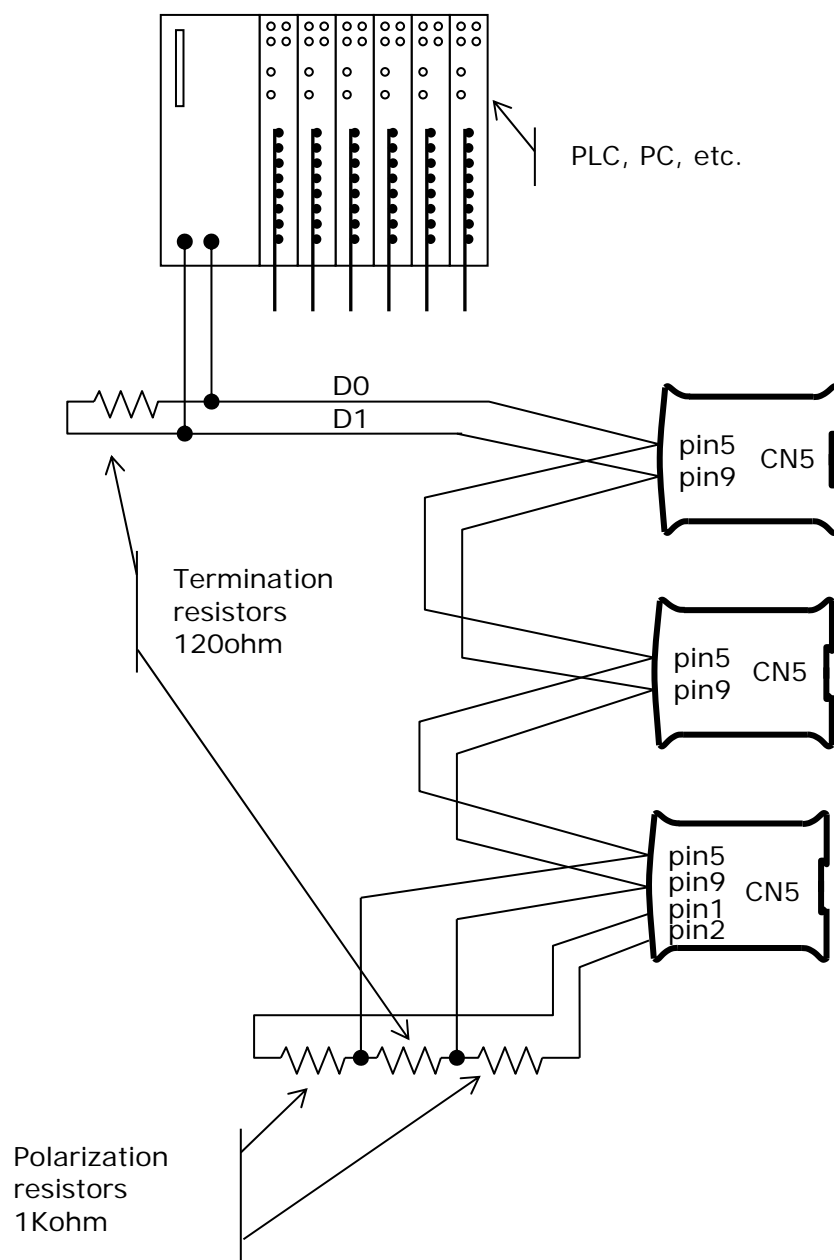 PLC, PC, etc.
D0
D1
pin5
pin9
CN5
Termination
resistors
120ohm
pin5
pin9
CN5
pin5
pin9
pin1
pin2
CN5
Polarization
resistors
1Kohm